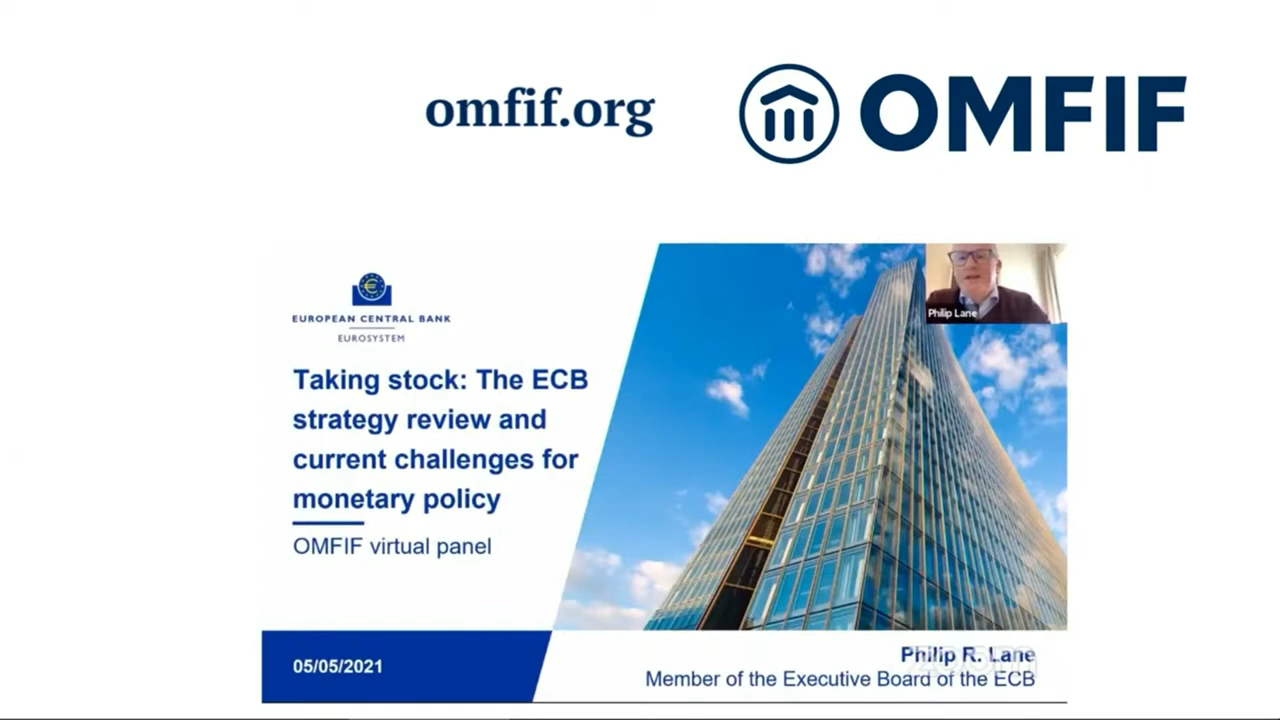 omfif.org
OMFIF
EUROPEAN CENTRAL BANK
EUROSYSTEM
Philip Lane
Taking stock: The ECB
strategy review and
current challenges for
monetary policy
OMFIF virtual panel
05/05/2021
Philip R. Lane
zoom
Member of the Executive Board of the ECB